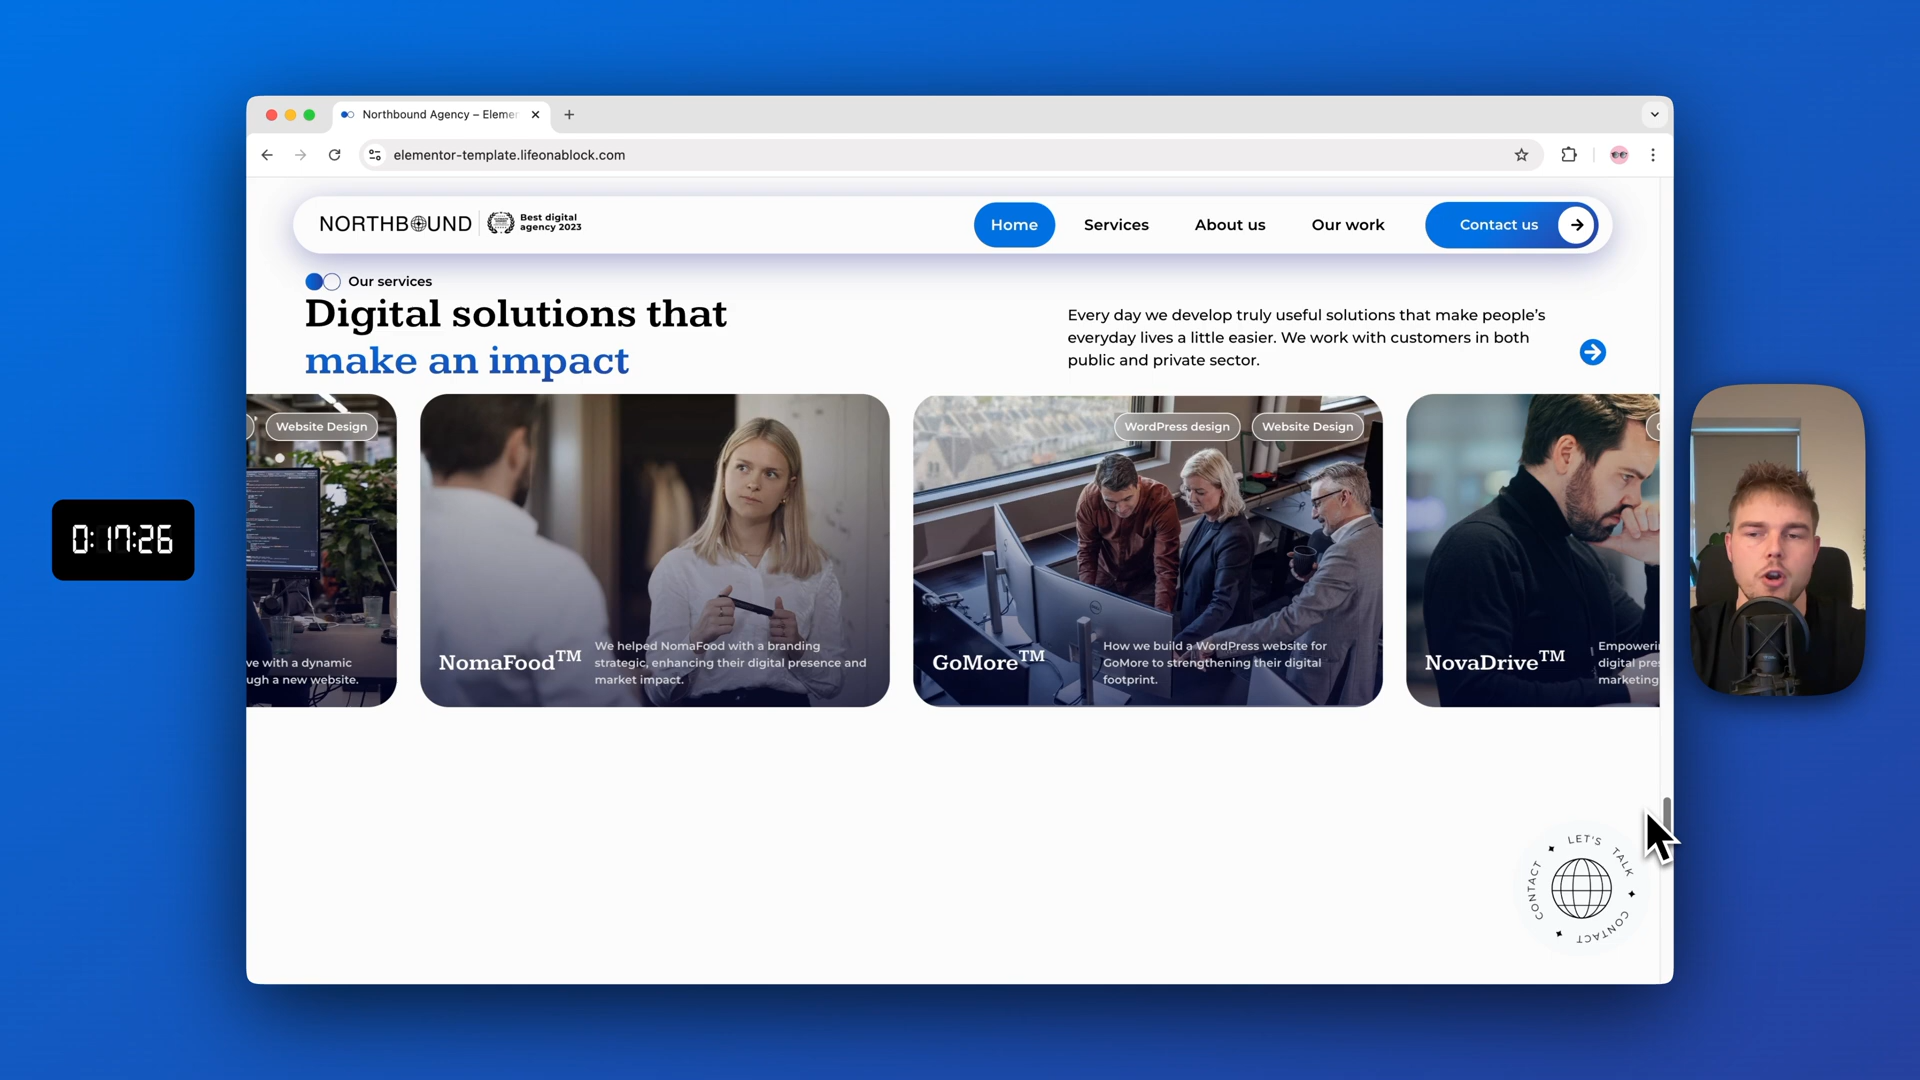 Northbound Agency – Eleme
elementor-template.lifeonablock.com
NORTHBOUND
Best digital
agency 2023
Home
Services
About us
Our work
Contact us
Our services
Digital solutions that
make an impact
Every day we develop truly useful solutions that make people's
everyday lives a little easier. We work with customers in both
public and private sector.
Website Design
ve with a dynamic
ugh a new website.
NomaFood™
We helped NomaFood with a branding
strategic, enhancing their digital presence and
market impact.
WordPress design
Website Design
GoMore™
How we build a WordPress website for
GoMore to strengthening their digital
footprint.
NovaDrive™
Empowerin
digital pres
marketing
0:17:26
LET'S TALK
CONTACT
CONTACT